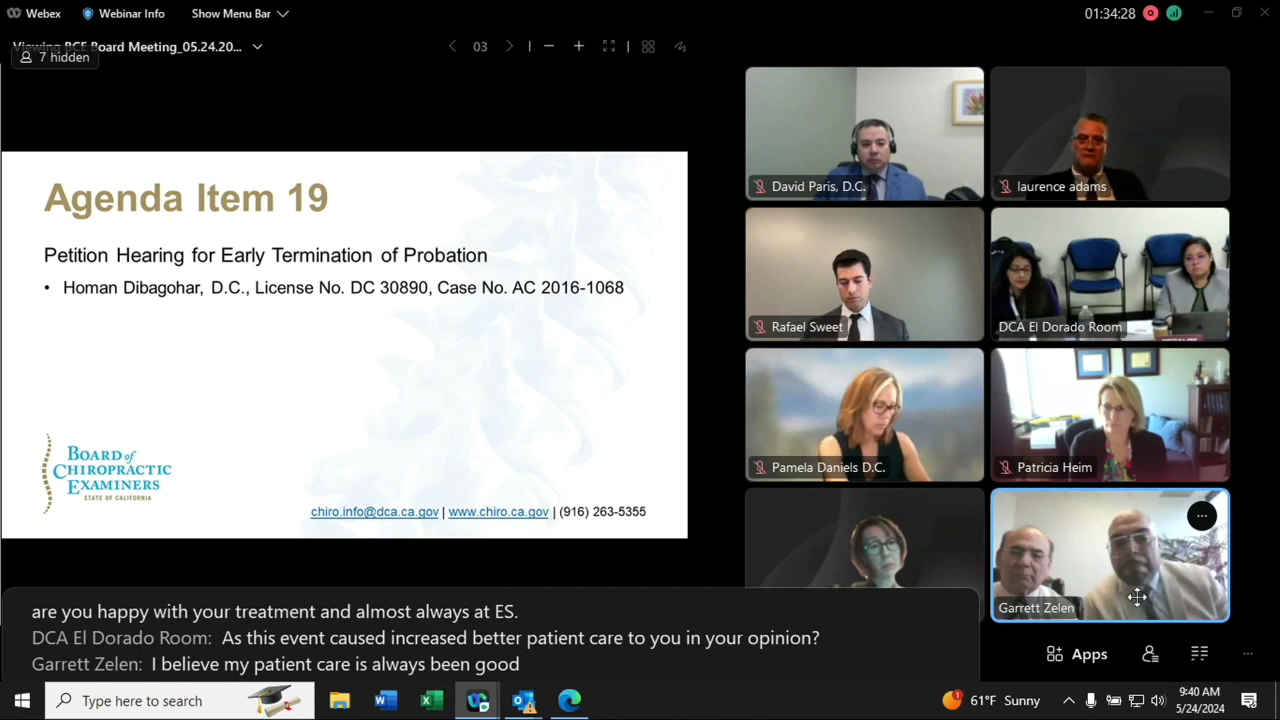 Webex
Webinar Info
Show Menu Bar
01:34:28
Viewing BCE Board Meeting_05.24.20...
03
7 hidden
Agenda Item 19
Petition Hearing for Early Termination of Probation
• Homan Dibagohar, D.C., License No. DC 30890, Case No. AC 2016-1068
BOARD of
CHIROPRACTIC
EXAMINERS
STATE OF CALIFORNIA
chiro.info@dca.ca.gov | www.chiro.ca.gov | (916) 263-5355
David Paris, D.C.
laurence adams
Rafael Sweet
DCA El Dorado Room
Pamela Daniels D.C.
Patricia Heim
Garrett Zelen
are you happy with your treatment and almost always at ES.
DCA El Dorado Room: As this event caused increased better patient care to you in your opinion?
Garrett Zelen: I believe my patient care is always been good
Apps
Type here to search
1
61°F Sunny
9:40 AM
5/24/2024